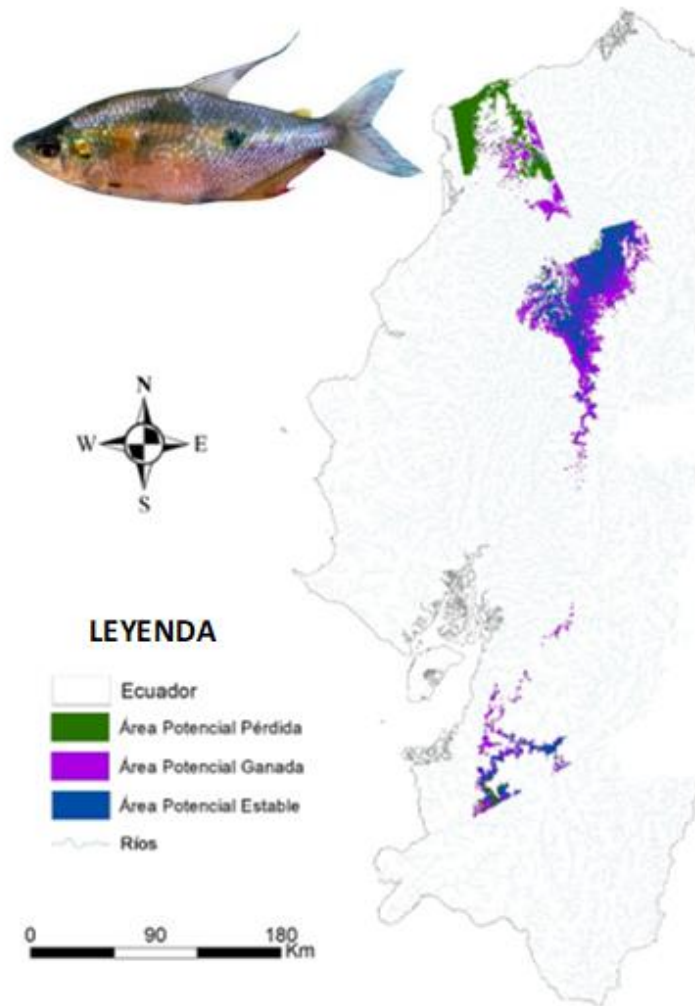 N
W E
S
LEYENDA
Ecuador
Área Potencial Pérdida
Área Potencial Ganada
Área Potencial Estable
Ríos
0 90 180
Km